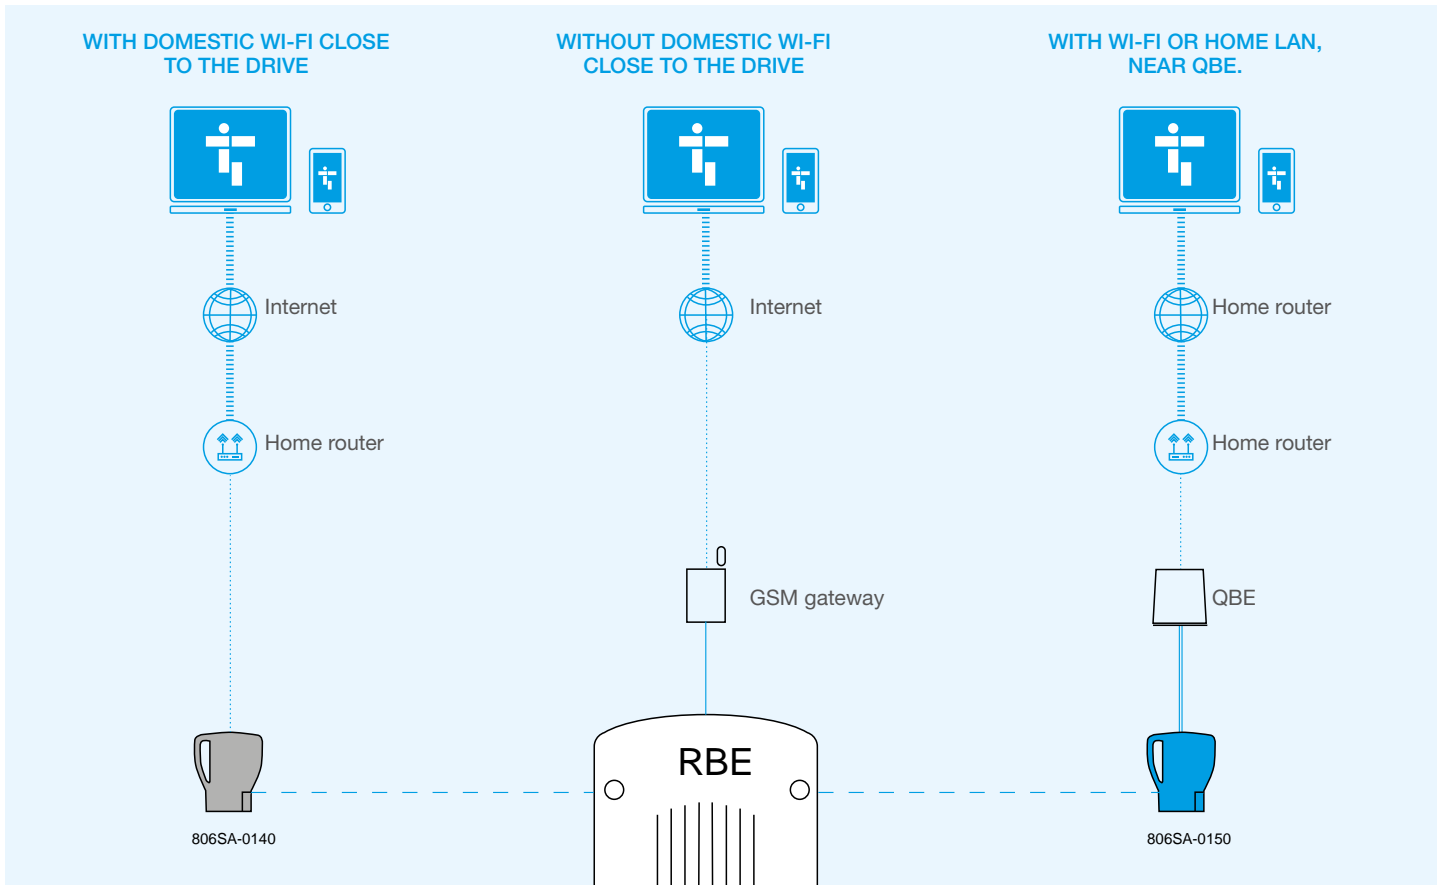 WITH DOMESTIC WI-FI CLOSE
TO THE DRIVE
Internet
Home router
806SA-0140
WITHOUT DOMESTIC WI-FI
CLOSE TO THE DRIVE
Internet
GSM gateway
RBE
WITH WI-FI OR HOME LAN,
NEAR QBE.
Home router
Home router
QBE
806SA-0150